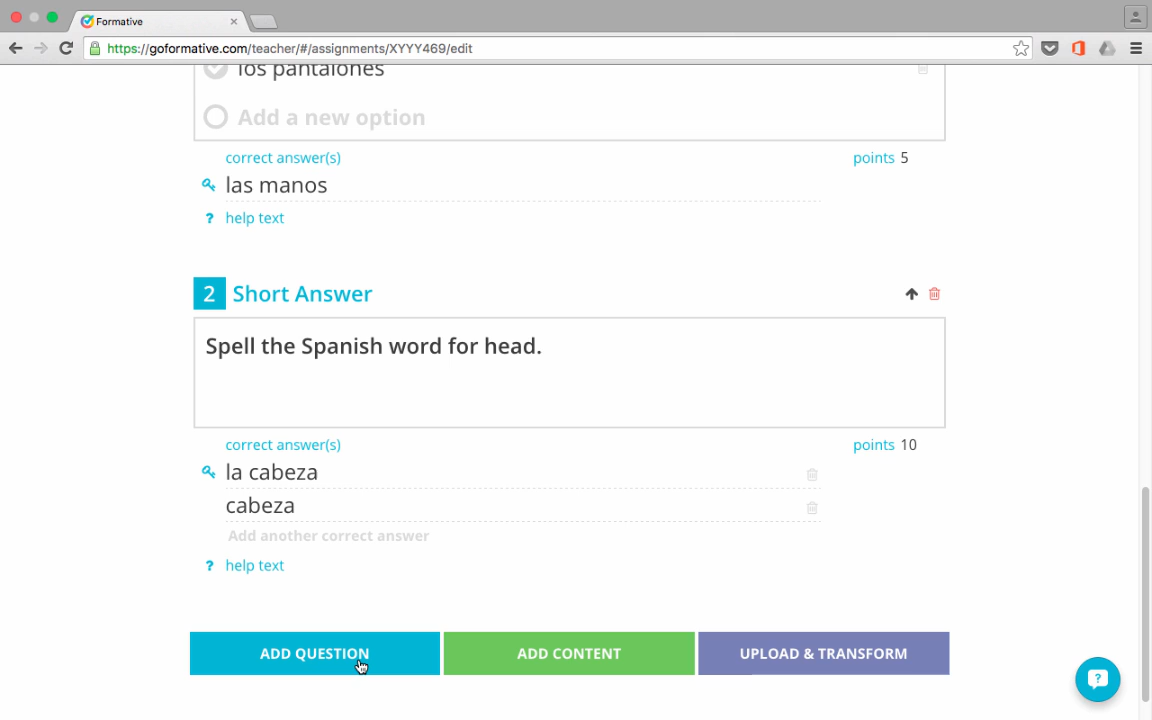 Formative
https://goformative.com/teacher/#/assignments/XYYY469/edit
los pantalones
Add a new option
correct answer(s) points 5
las manos
? help text
2 Short Answer
Spell the Spanish word for head.
correct answer(s) points 10
la cabeza
cabeza
Add another correct answer
? help text
ADD QUESTION ADD CONTENT UPLOAD & TRANSFORM
?